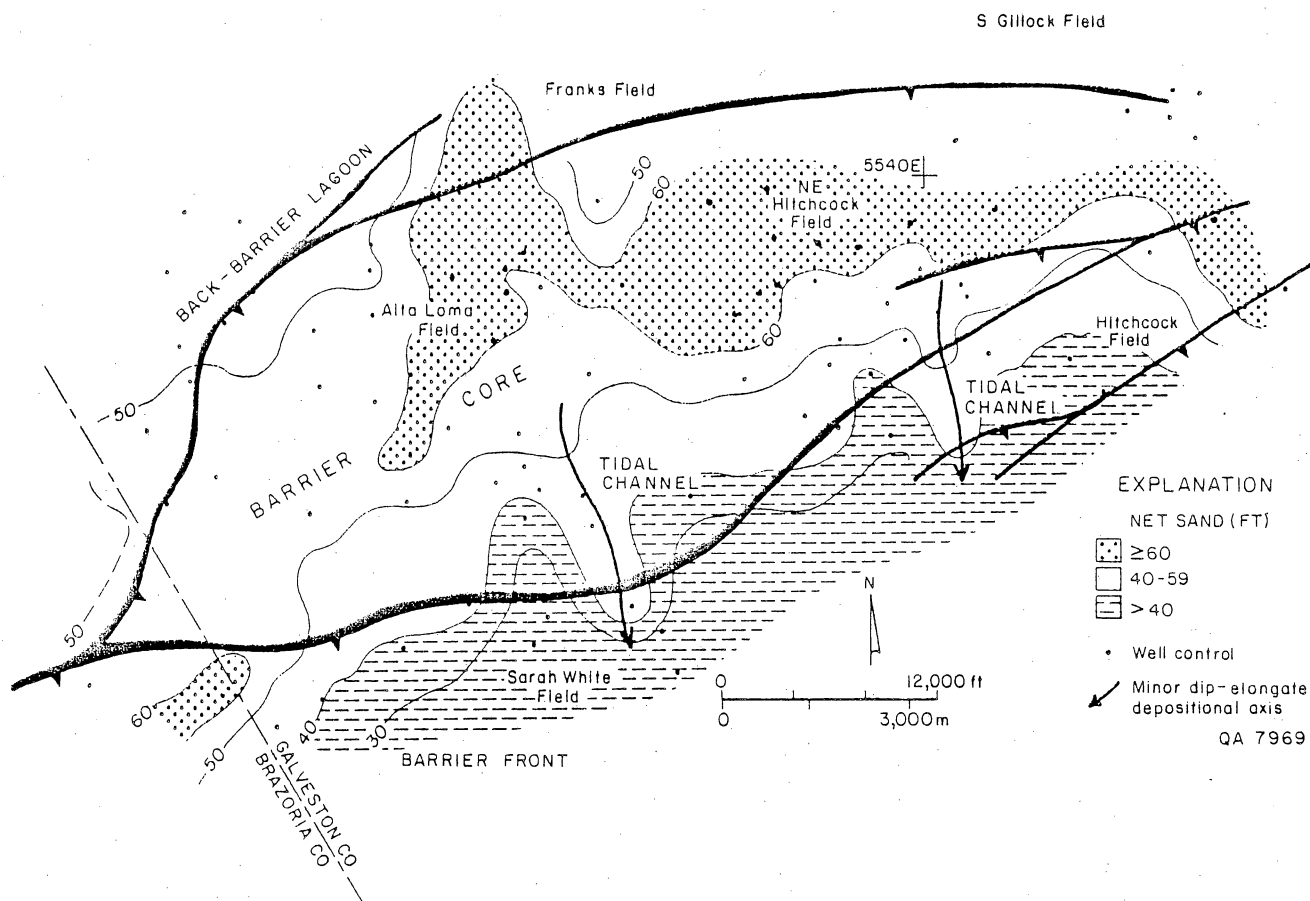 S Gillock Field
Franks Field
BACK-BARRIER LAGOON
50
60
5540E
NE
Hitchcock
Field
Alta Loma
Field
60
Hitchcock
Field
50
CORE
BARRIER
TIDAL
CHANNEL
TIDAL
CHANNEL
50
60
50
40
30
Sarah White
Field
BARRIER FRONT
GALVESTON CO
BRAZORIA CO
N
0 12,000 ft
0 3,000 m
EXPLANATION
NET SAND (FT)
≥60
40-59
>40
Well control
Minor dip-elongate
depositional axis
QA 7969